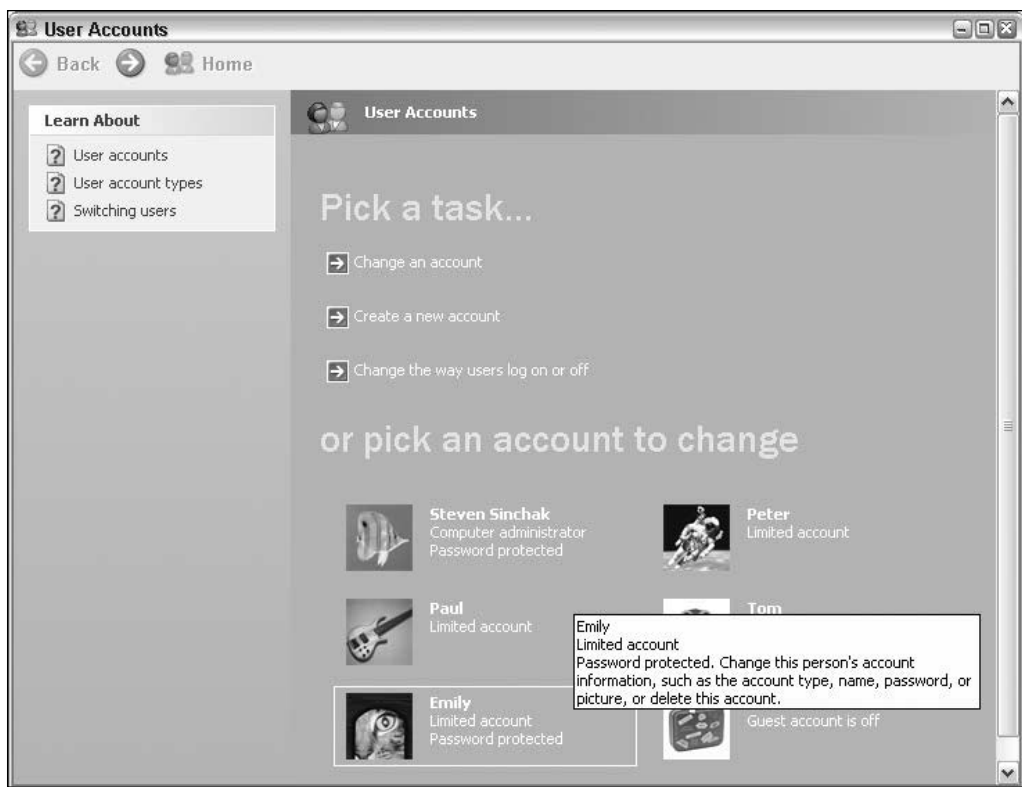 User Accounts
Back
Home
Learn About
User accounts
User account types
Switching users
User Accounts
Pick a task...
Change an account
Create a new account
Change the way users log on or off
or pick an account to change
Steven Sinchak
Computer administrator
Password protected
Peter
Limited account
Paul
Limited account
Tom
Emily
Limited account
Password protected. Change this person's account
information, such as the account type, name, password, or
picture, or delete this account.
Emily
Limited account
Password protected
Guest account is off